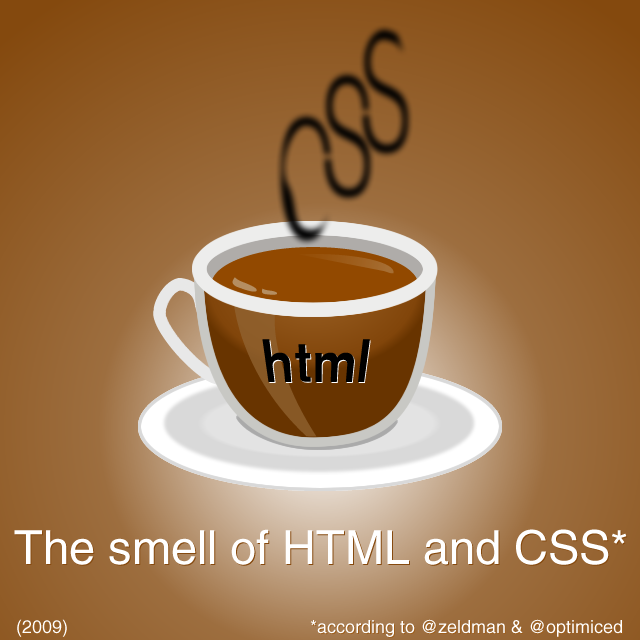 css
html
The smell of HTML and CSS*
(2009)
*according to @zeldman & @optimiced